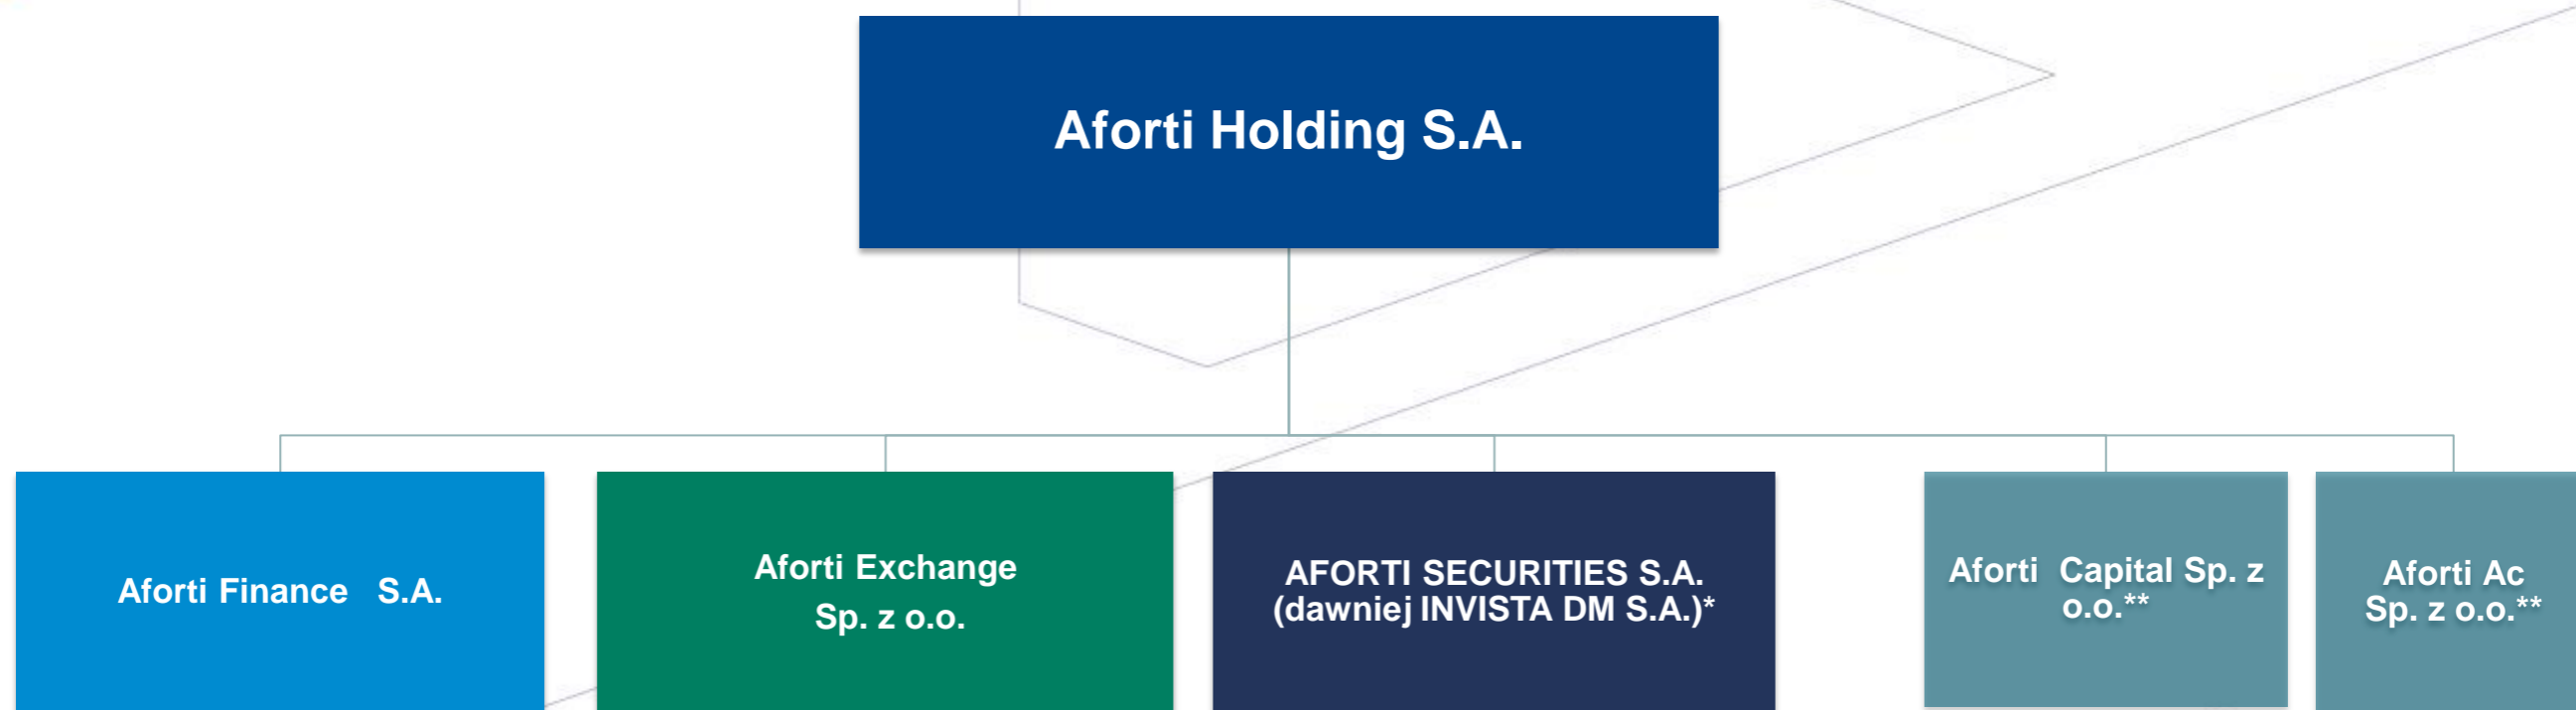 Aforti Holding S.A.
Aforti Finance S.A.
Aforti Exchange
Sp. z o.o.
AFORTI SECURITIES S.A.
(dawniej INVISTA DM S.A.)*
Aforti Capital Sp. z
o.o.**
Aforti Ac
Sp. z o.o.**